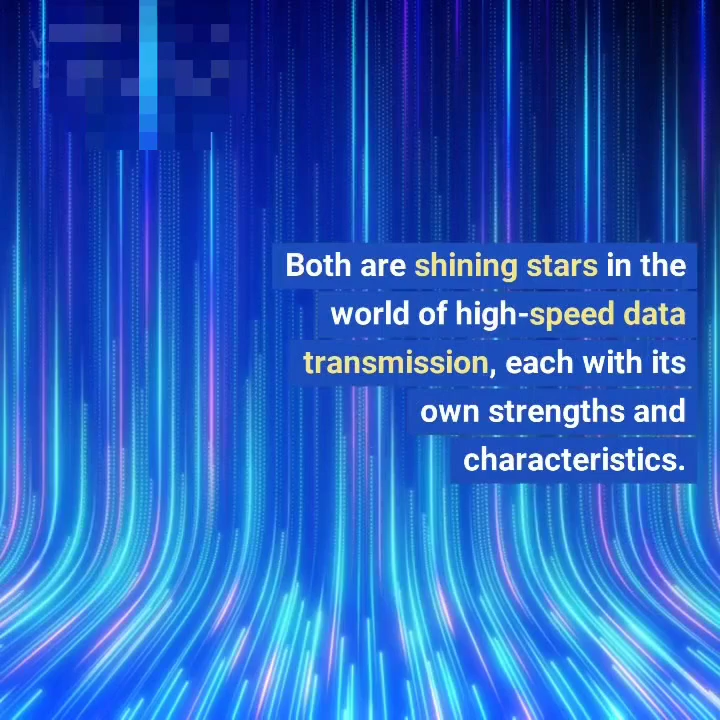 Both are shining stars in the
world of high-speed data
transmission, each with its
own strengths and
characteristics.